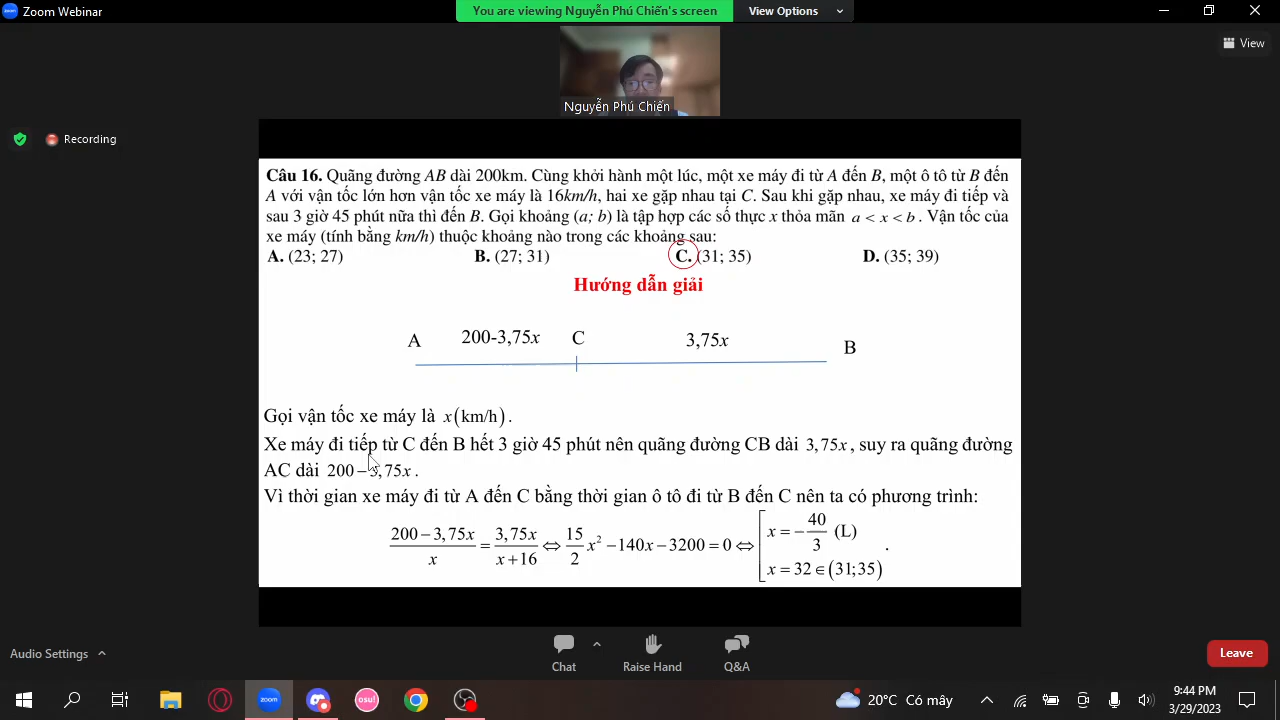 Zoom Webinar
You are viewing Nguyễn Phú Chiến's screen
View Options
View
Nguyễn Phú Chiến
Recording
Câu 16. Quãng đường AB dài 200km. Cùng khởi hành một lúc, một xe máy đi từ A đến B, một ô tô từ B đến
A với vận tốc lớn hơn vận tốc xe máy là 16km/h, hai xe gặp nhau tại C. Sau khi gặp nhau, xe máy đi tiếp và
sau 3 giờ 45 phút nữa thì đến B. Gọi khoảng (a; b) là tập hợp các số thực x thỏa mãn a < x < b. Vận tốc của
xe máy (tính bằng km/h) thuộc khoảng nào trong các khoảng sau:
A. (23; 27) B. (27; 31) C. (31; 35) D. (35; 39)
Hướng dẫn giải
A 200-3,75x C 3,75x B
Gọi vận tốc xe máy là x(km/h).
Xe máy đi tiếp từ C đến B hết 3 giờ 45 phút nên quãng đường CB dài 3,75x, suy ra quãng đường
AC dài 200−3,75x.
Vì thời gian xe máy đi từ A đến C bằng thời gian ô tô đi từ B đến C nên ta có phương trình:
(200−3,75x)/x = 3,75x/(x+16) ⇔ 15/2 x² −140x −3200 = 0 ⇔ [ x = −40/3 (L)
x = 32 ∈ (31;35) .
Audio Settings
Chat
Raise Hand
Q&A
Leave
zoom
osu!
20°C Có mây
9:44 PM
3/29/2023